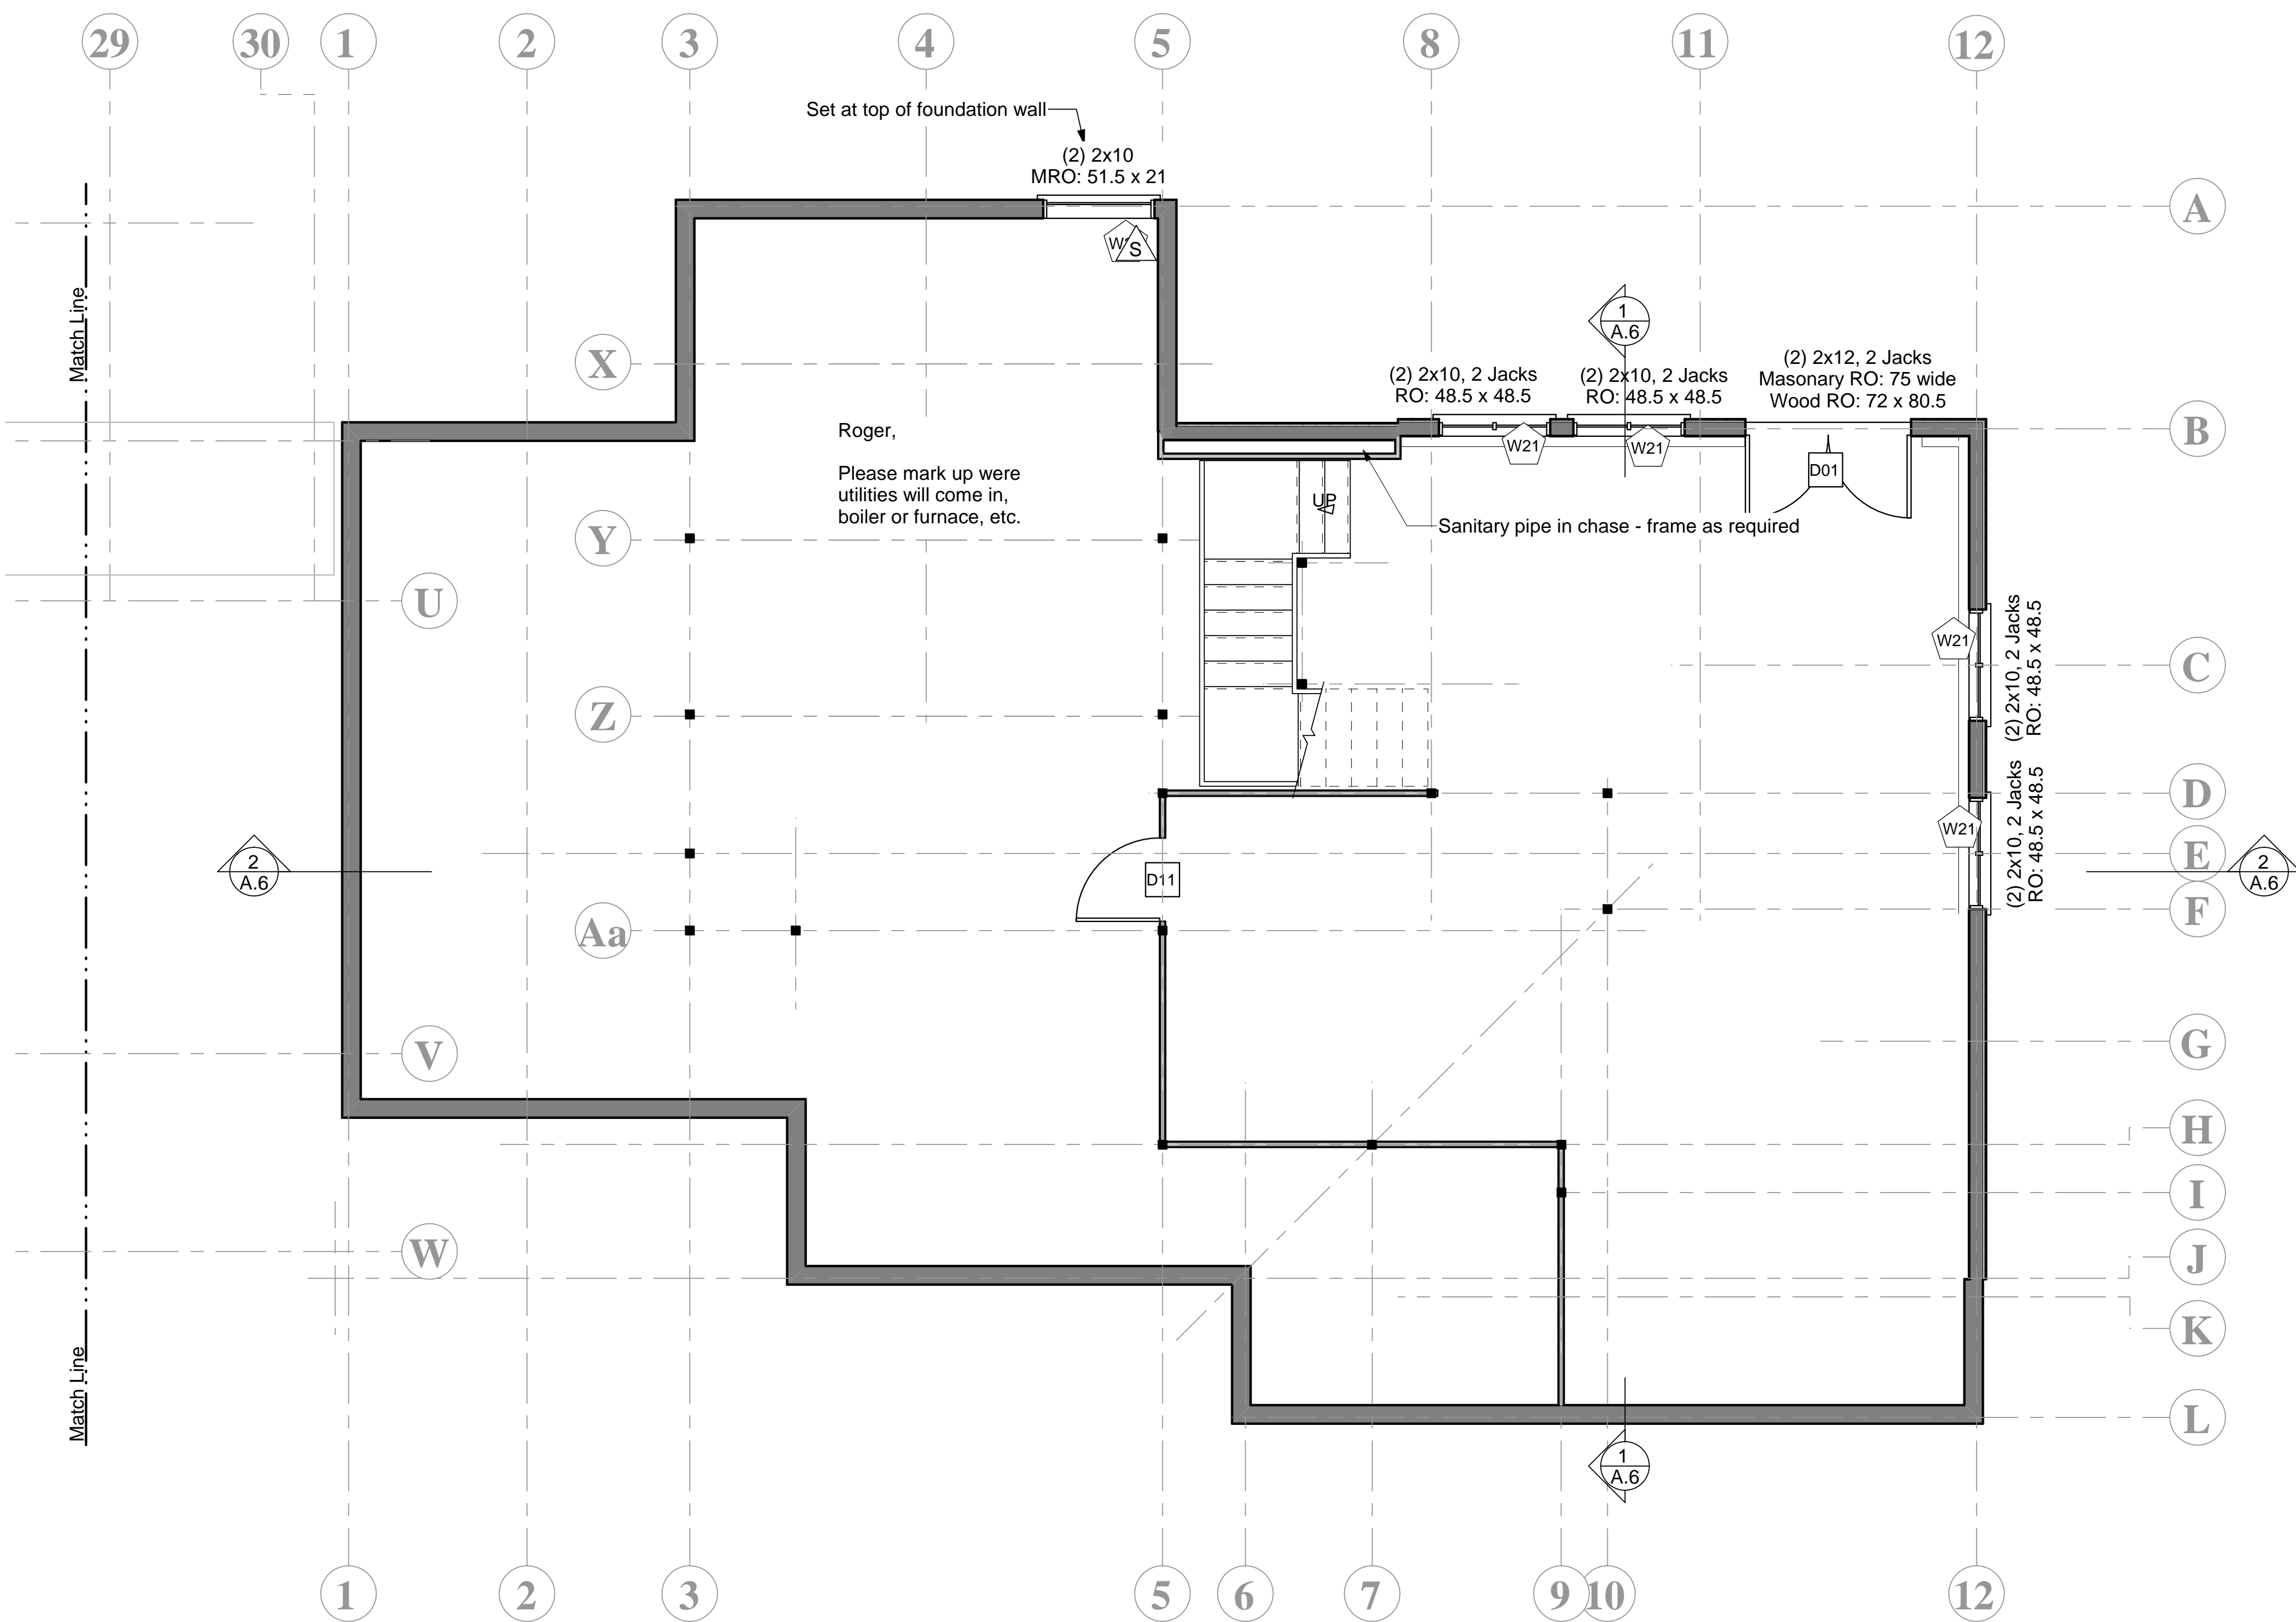 29 30 1 2 3 4 5 8 11 12
Set at top of foundation wall
(2) 2x10
MRO: 51.5 x 21
A
S
Match Line
1
A.6
X
(2) 2x10, 2 Jacks
RO: 48.5 x 48.5
(2) 2x10, 2 Jacks
RO: 48.5 x 48.5
(2) 2x12, 2 Jacks
Masonary RO: 75 wide
Wood RO: 72 x 80.5
B
Roger,
Please mark up were
utilities will come in,
boiler or furnace, etc.
W21
W21
D01
UP
Sanitary pipe in chase - frame as required
Y
U
W21
(2) 2x10, 2 Jacks
RO: 48.5 x 48.5
C
Z
D
W21
(2) 2x10, 2 Jacks
RO: 48.5 x 48.5
E
2
A.6
D11
2
A.6
F
Aa
G
V
H
I
W
J
K
Match Line
L
1
A.6
1 2 3 5 6 7 9 10 12